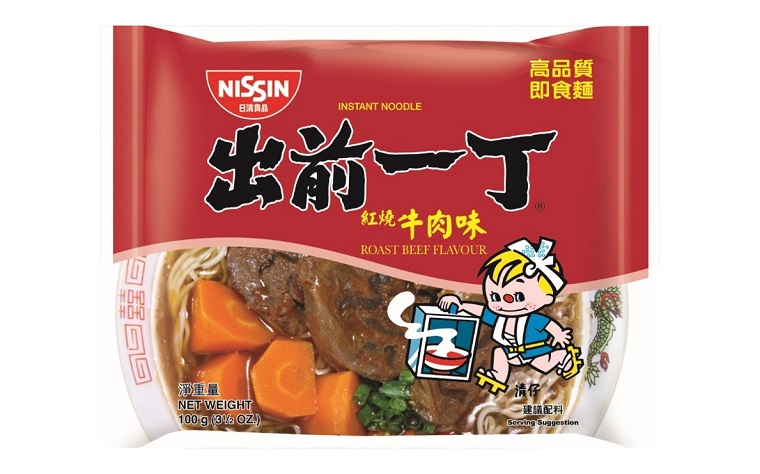 NISSIN
日清食品
INSTANT NOODLE
高品質
即食麵
出前一丁
®
紅燒牛肉味
ROAST BEEF FLAVOUR
淨重量
NET WEIGHT
100 g (3½ OZ.)
清仔
建議配料
Serving Suggestion